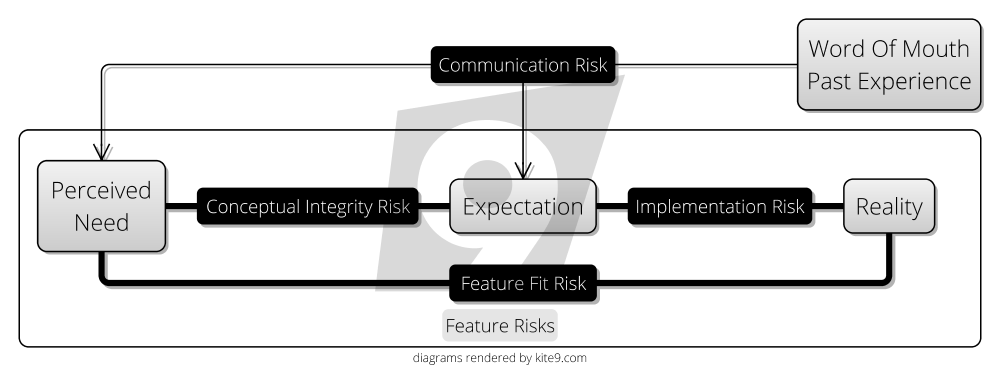 Communication Risk
Word Of Mouth
Past Experience
Perceived
Need
Conceptual Integrity Risk
Expectation
Implementation Risk
Reality
Feature Fit Risk
Feature Risks
diagrams rendered by kite9.com